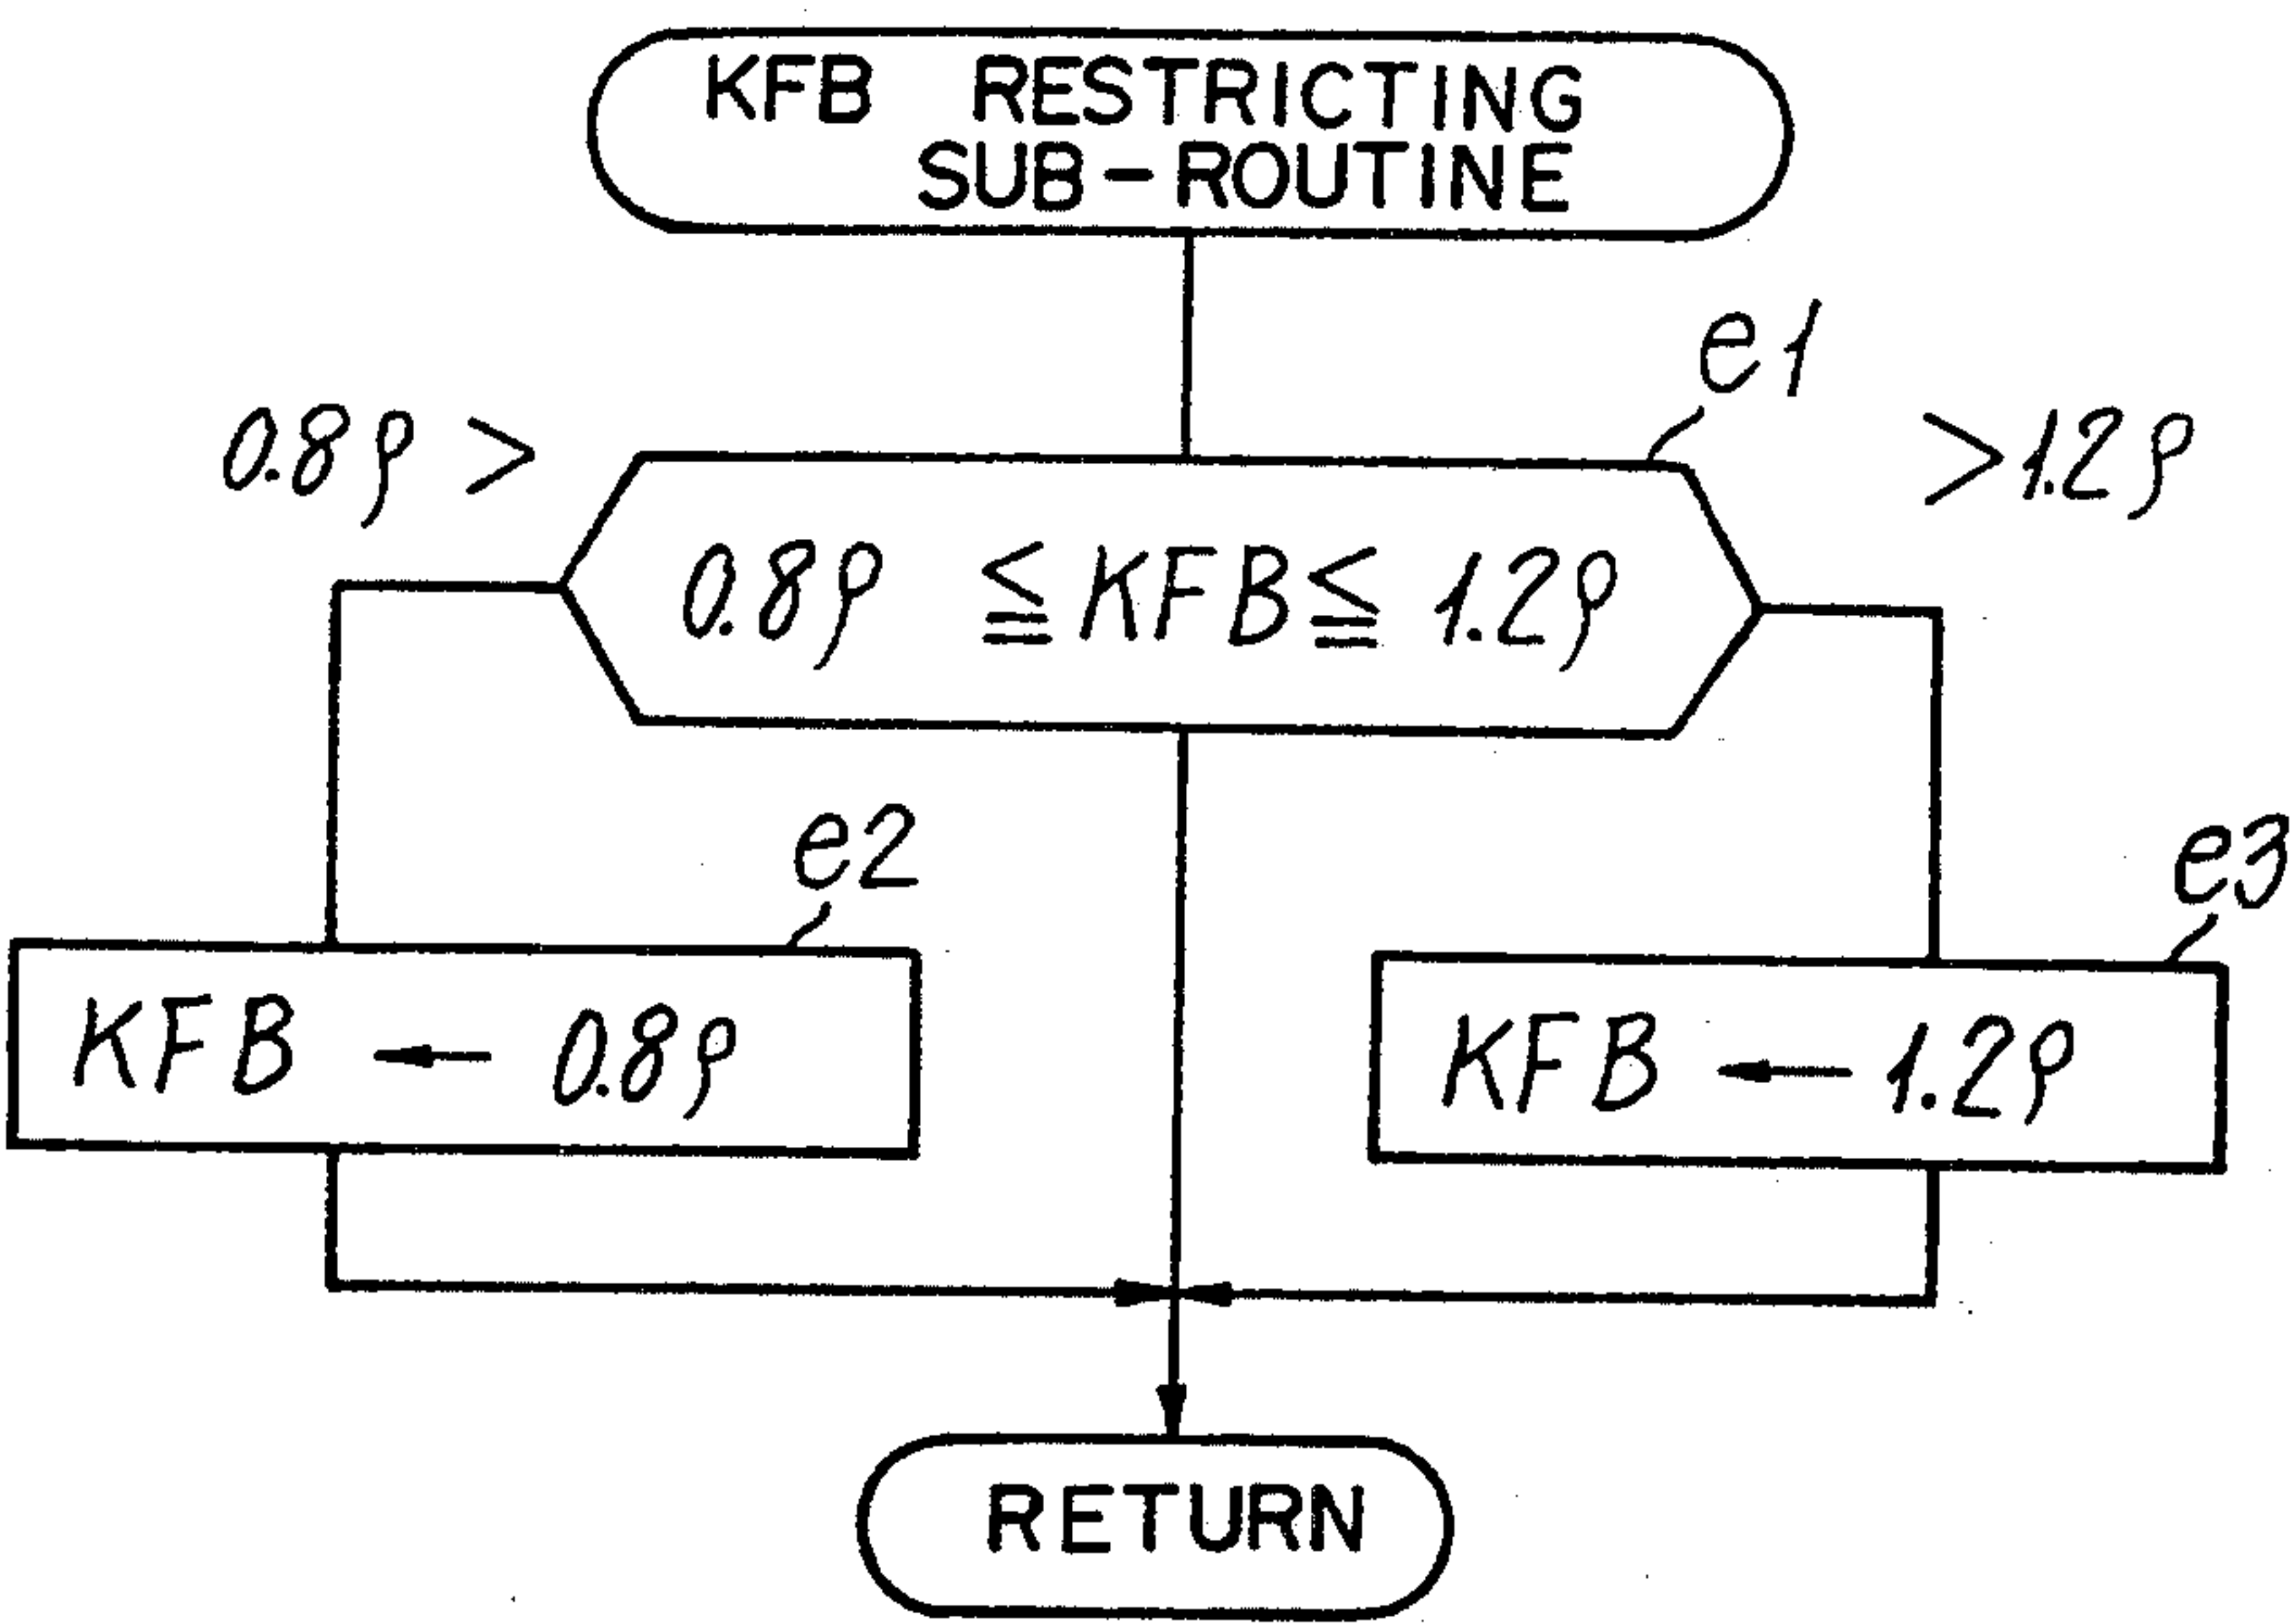 KFB RESTRICTING
SUB-ROUTINE
e1
0.8ρ >
> 1.2ρ
0.8ρ ≦ KFB ≦ 1.2ρ
e2
e3
KFB ← 0.8ρ
KFB ← 1.2ρ
RETURN